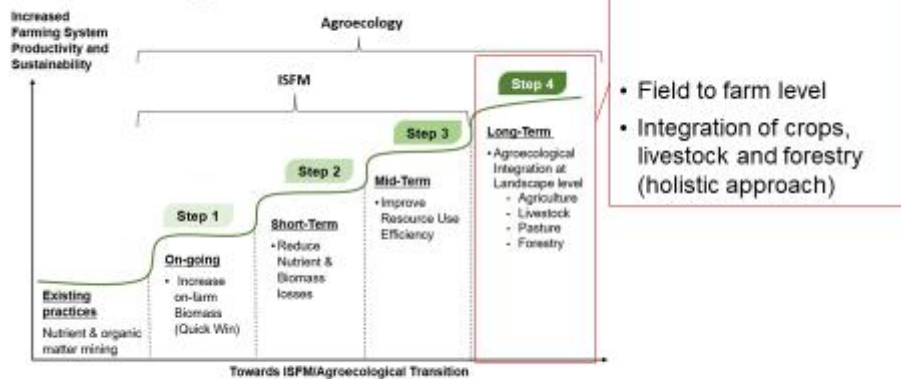 Increased
Farming System
Productivity and
Sustainability
Agroecology
ISFM
Step 1
Step 2
Step 3
Step 4
Existing
practices
Nutrient & organic
matter mining
On-going
• Increase
on-farm
Biomass
(Quick Win)
Short-Term
• Reduce
Nutrient &
Biomass
losses
Mid-Term
• Improve
Resource Use
Efficiency
Long-Term
• Agroecological
Integration at
Landscape level
- Agriculture
- Livestock
- Pasture
- Forestry
Towards ISFM/Agroecological Transition
• Field to farm level
• Integration of crops,
livestock and forestry
(holistic approach)